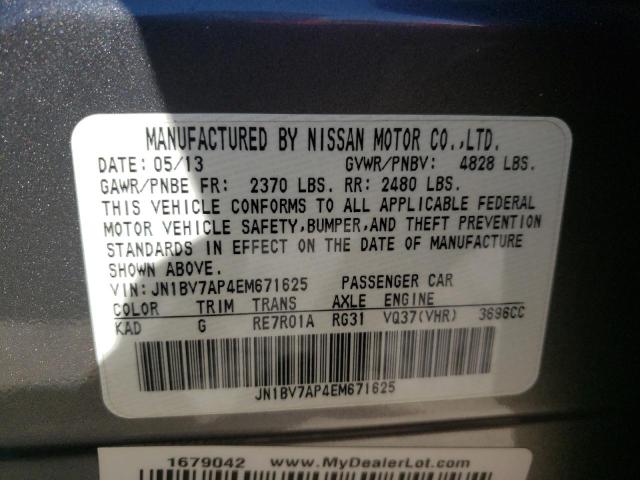 MANUFACTURED BY NISSAN MOTOR CO.,LTD.
DATE: 05/13 GVWR/PNBV: 4828 LBS.
GAWR/PNBE FR: 2370 LBS. RR: 2480 LBS.
THIS VEHICLE CONFORMS TO ALL APPLICABLE FEDERAL
MOTOR VEHICLE SAFETY,BUMPER,AND THEFT PREVENTION
STANDARDS IN EFFECT ON THE DATE OF MANUFACTURE
SHOWN ABOVE.
VIN: JN1BV7AP4EM671625 PASSENGER CAR
COLOR TRIM TRANS AXLE ENGINE
KAD G RE7R01A RG31 VQ37(VHR) 3696CC
JN1BV7AP4EM671625
1679042 www.MyDealerLot.com